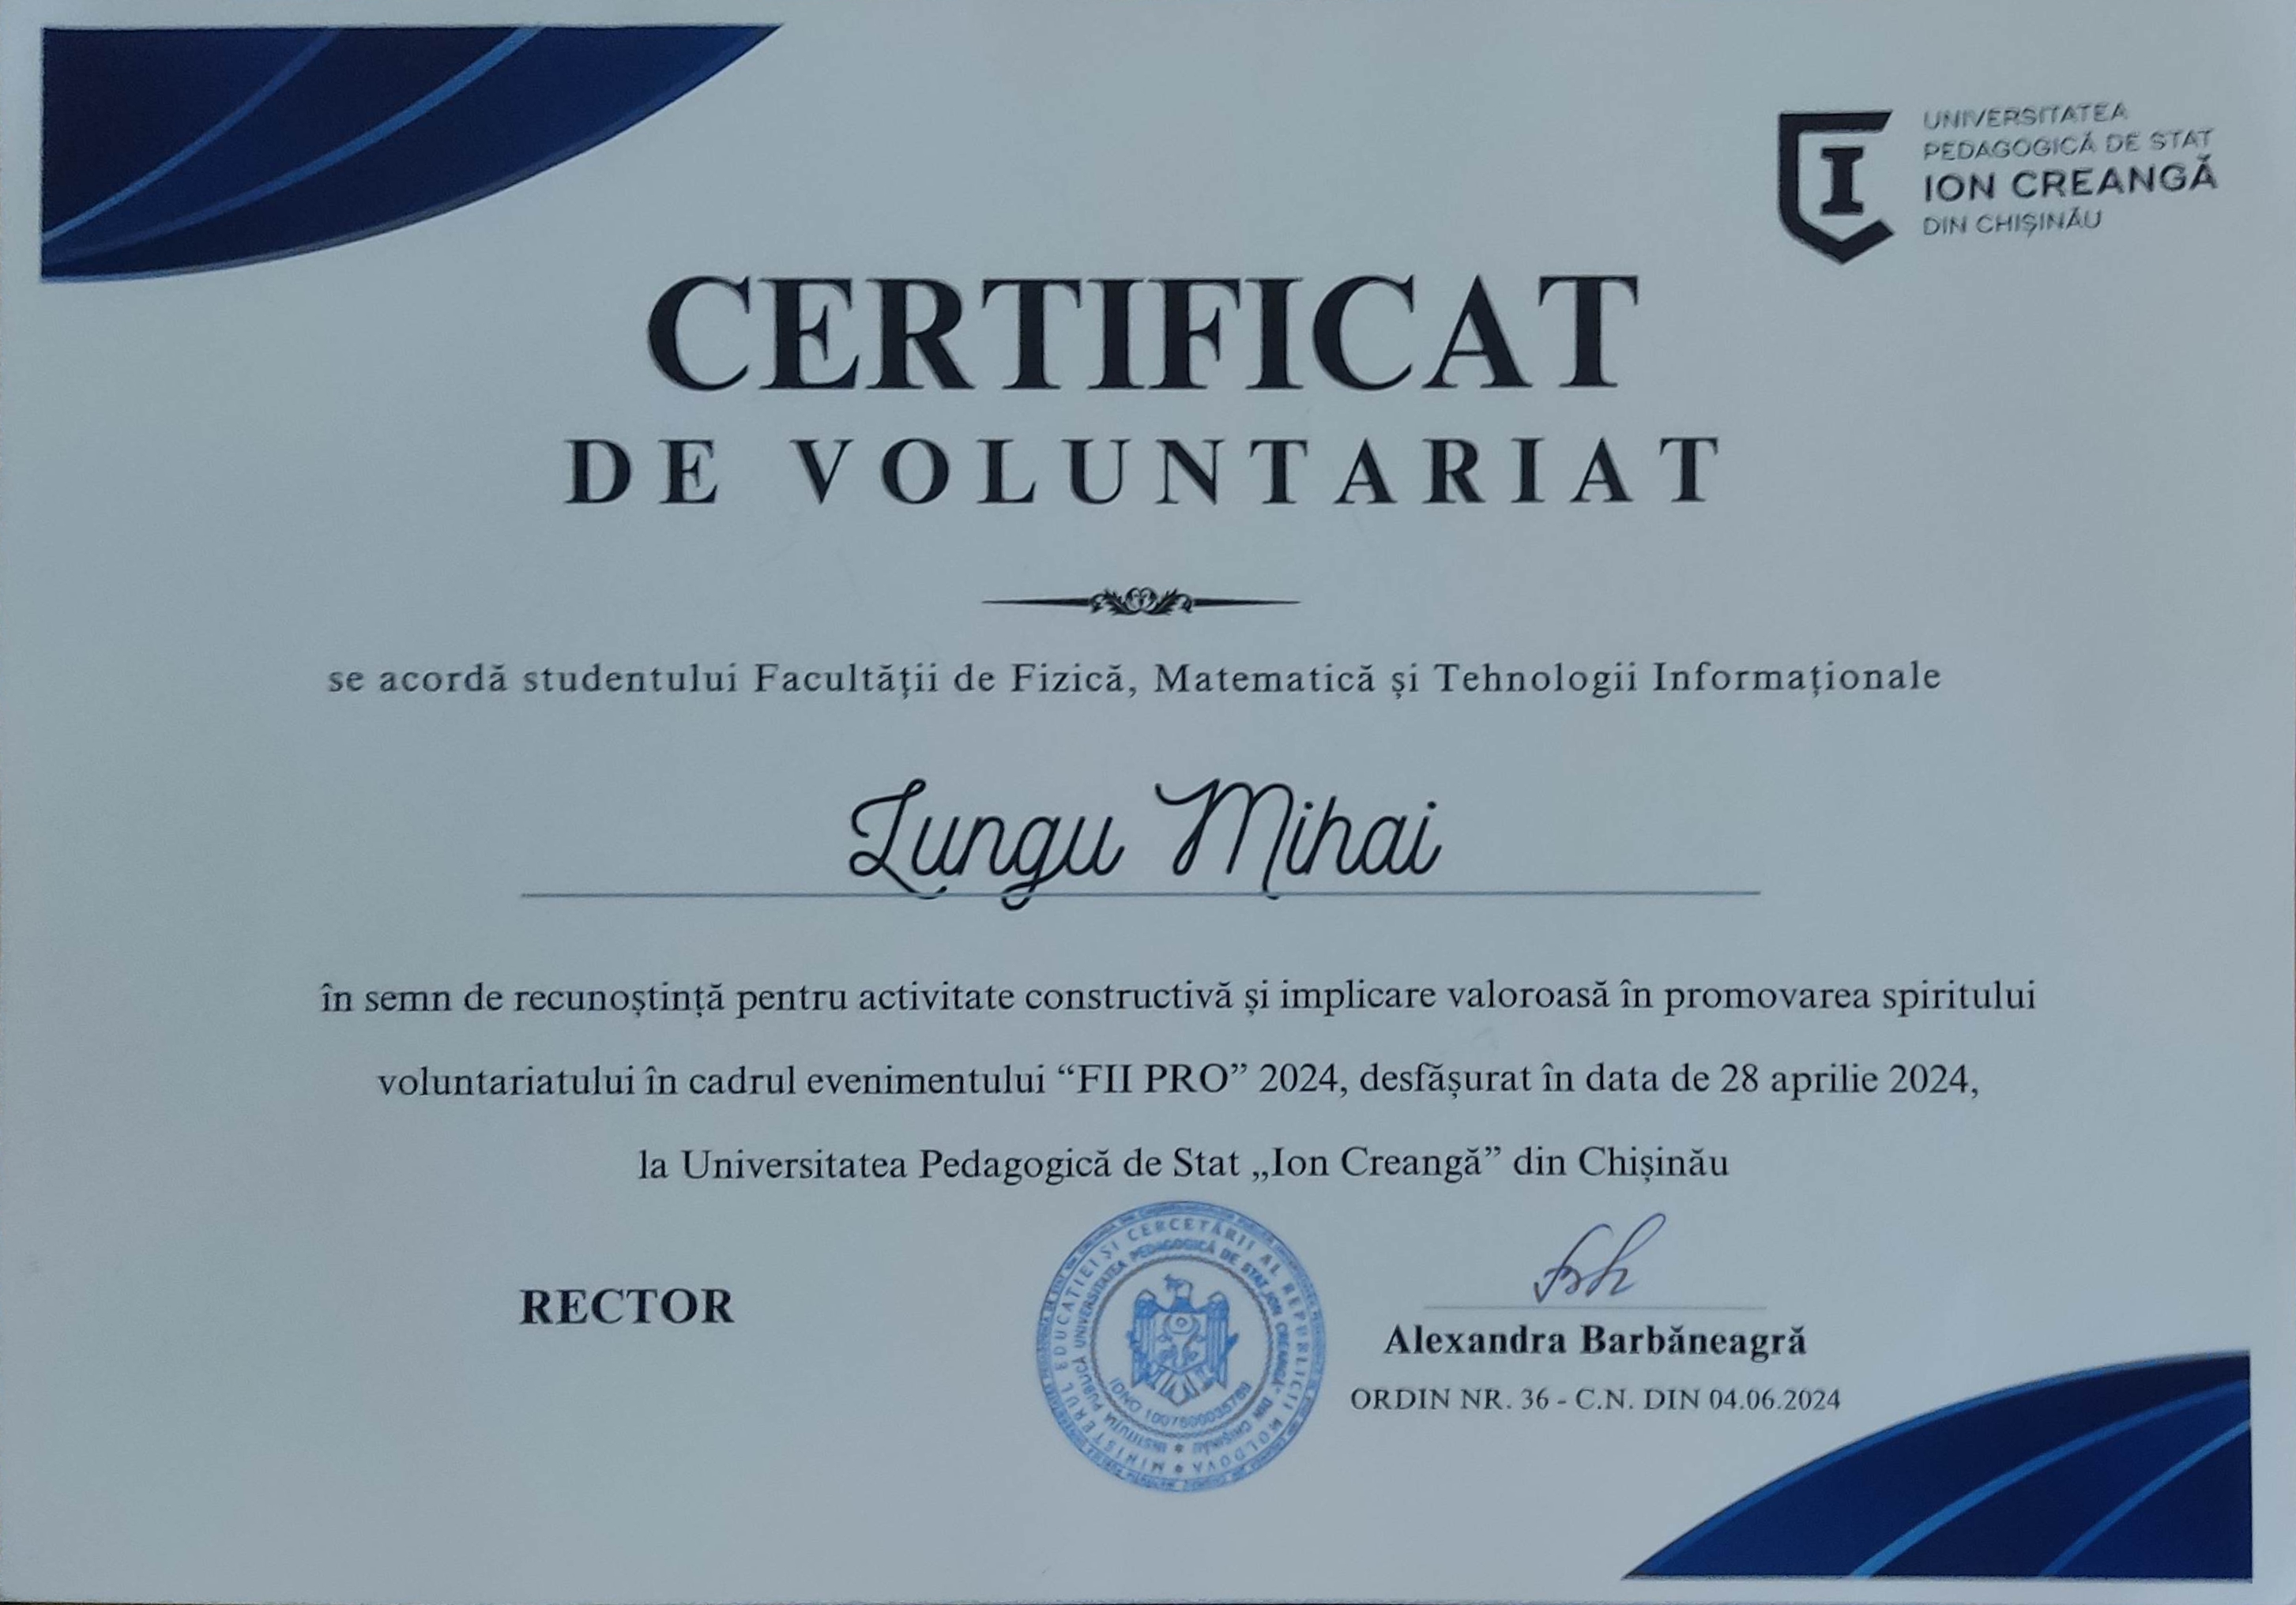 UNIVERSITATEA
PEDAGOGICĂ DE STAT
ION CREANGĂ
DIN CHIȘINĂU
CERTIFICAT
DE VOLUNTARIAT
se acordă studentului Facultății de Fizică, Matematică și Tehnologii Informaționale
Lungu Mihai
în semn de recunoștință pentru activitate constructivă și implicare valoroasă în promovarea spiritului
voluntariatului în cadrul evenimentului “FII PRO” 2024, desfășurat în data de 28 aprilie 2024,
la Universitatea Pedagogică de Stat „Ion Creangă” din Chișinău
RECTOR
MINISTERUL EDUCAȚIEI ȘI CERCETĂRII AL REPUBLICII MOLDOVA
INSTITUȚIA PUBLICĂ UNIVERSITATEA PEDAGOGICĂ DE STAT „ION CREANGĂ” DIN CHIȘINĂU
IDNO
Alexandra Barbăneagră
ORDIN NR. 36 - C.N. DIN 04.06.2024